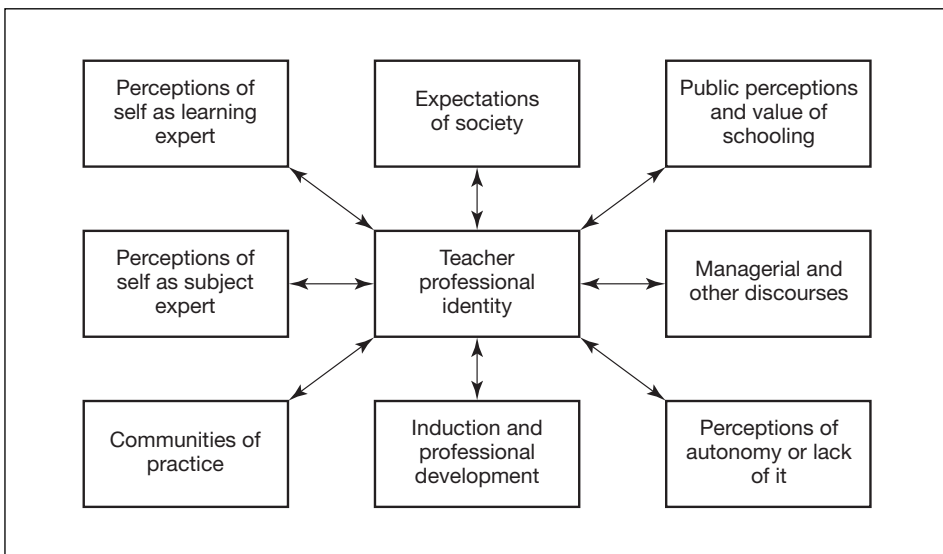 Perceptions of
self as learning
expert
Expectations
of society
Public perceptions
and value of
schooling
Perceptions of
self as subject
expert
Teacher
professional
identity
Managerial and
other discourses
Communities of
practice
Induction and
professional
development
Perceptions of
autonomy or lack
of it